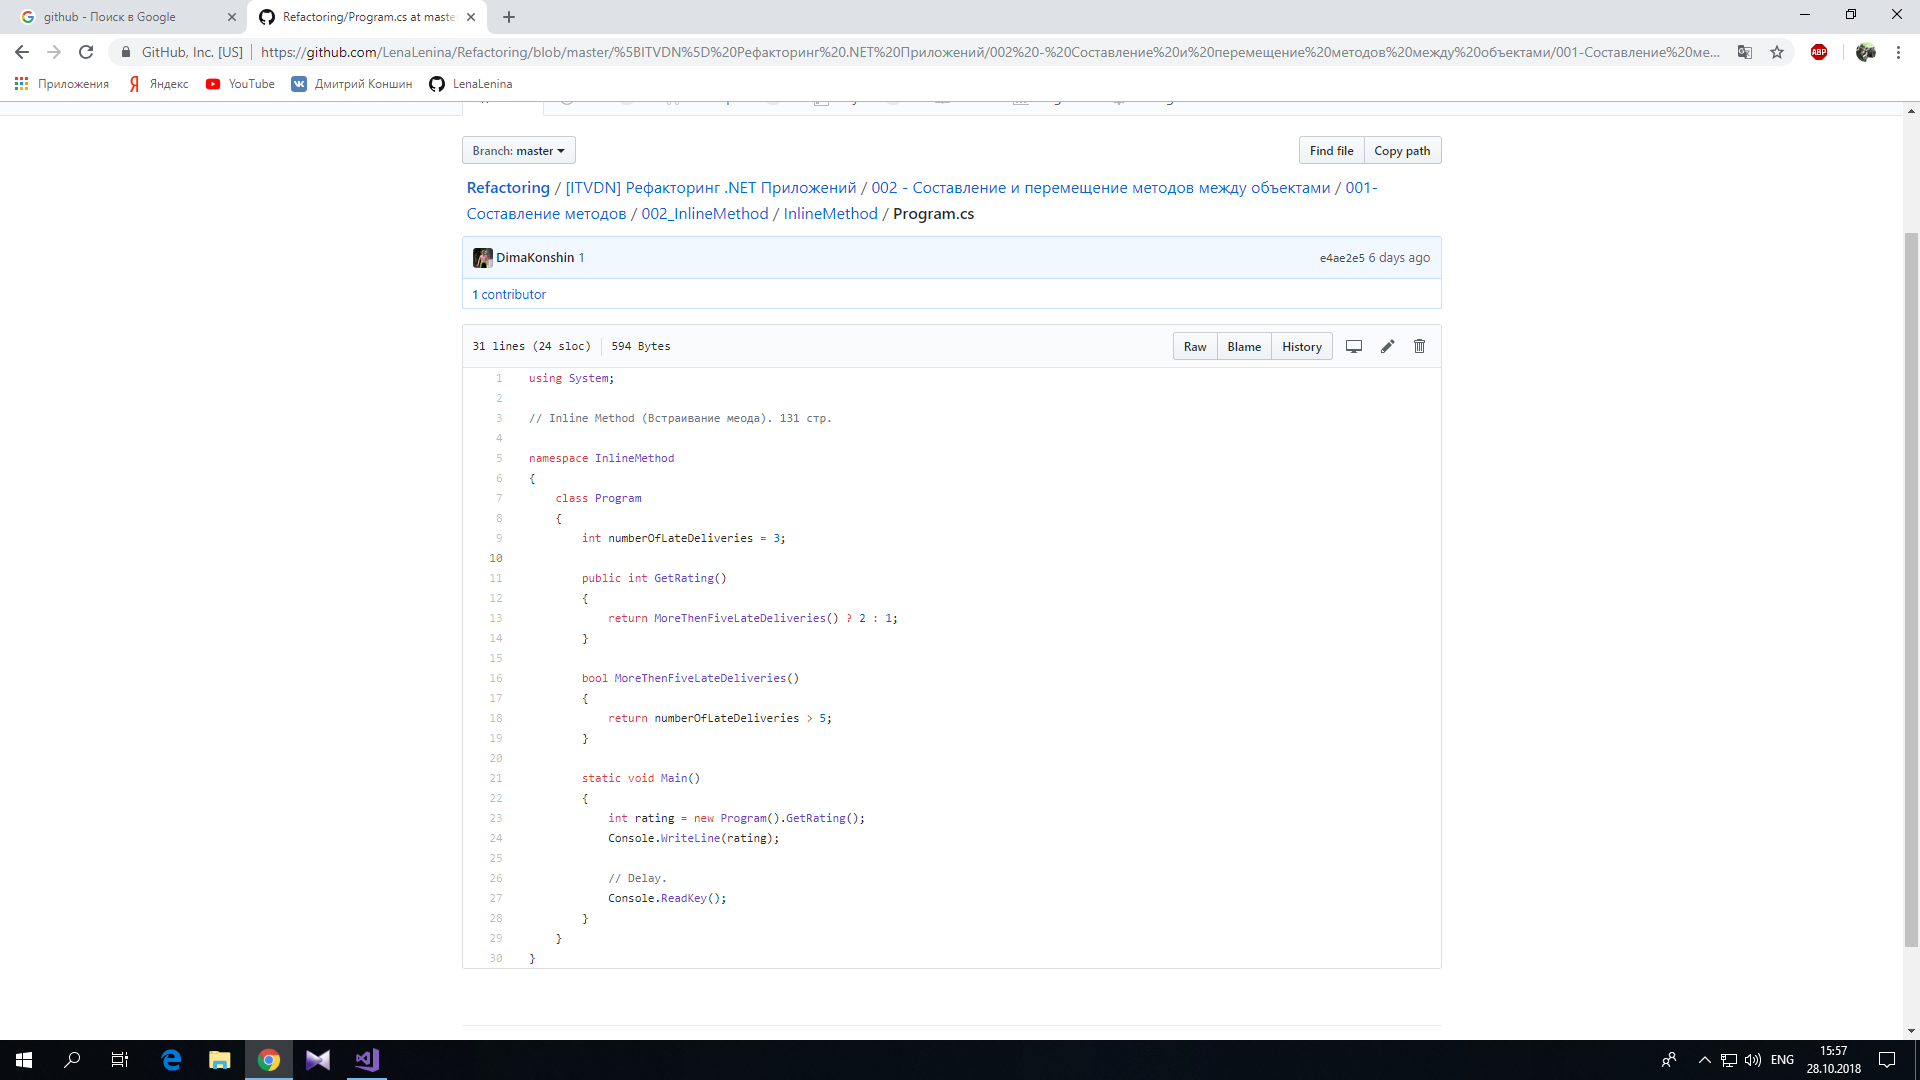 github - Поиск в Google
Refactoring/Program.cs at maste
GitHub, Inc. [US]
https://github.com/LenaLenina/Refactoring/blob/master/%5BITVDN%5D%20Рефакторинг%20.NET%20Приложений/002%20-%20Составление%20и%20перемещение%20методов%20между%20объектами/001-Составление%20ме...
ABP
Приложения Яндекс YouTube Дмитрий Коншин LenaLenina
Branch: master
Find file Copy path
Refactoring / [ITVDN] Рефакторинг .NET Приложений / 002 - Составление и перемещение методов между объектами / 001-
Составление методов / 002_InlineMethod / InlineMethod / Program.cs
DimaKonshin 1
e4ae2e5 6 days ago
1 contributor
31 lines (24 sloc) 594 Bytes
Raw Blame History
1 using System;
2
3 // Inline Method (Встраивание меода). 131 стр.
4
5 namespace InlineMethod
6 {
7 class Program
8 {
9 int numberOfLateDeliveries = 3;
10
11 public int GetRating()
12 {
13 return MoreThenFiveLateDeliveries() ? 2 : 1;
14 }
15
16 bool MoreThenFiveLateDeliveries()
17 {
18 return numberOfLateDeliveries > 5;
19 }
20
21 static void Main()
22 {
23 int rating = new Program().GetRating();
24 Console.WriteLine(rating);
25
26 // Delay.
27 Console.ReadKey();
28 }
29 }
30 }
ENG
15:57
28.10.2018